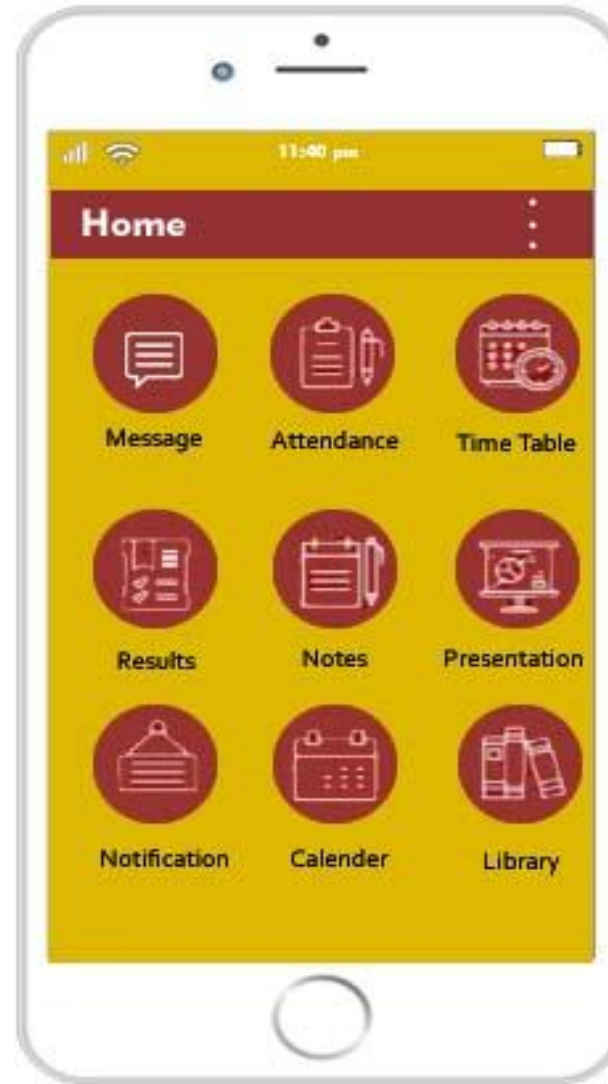 11:40 pm
Home
Message Attendance Time Table
Results Notes Presentation
Notification Calender Library